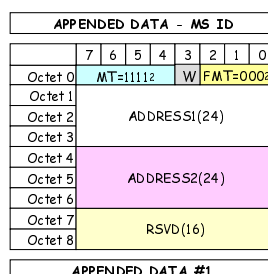 APPENDED DATA - MS ID
7 6 5 4 3 2 1 0
Octet 0 MT=1111₂ W FMT=000₂
Octet 1
Octet 2 ADDRESS1(24)
Octet 3
Octet 4
Octet 5 ADDRESS2(24)
Octet 6
Octet 7
RSVD(16)
Octet 8
APPENDED DATA #1